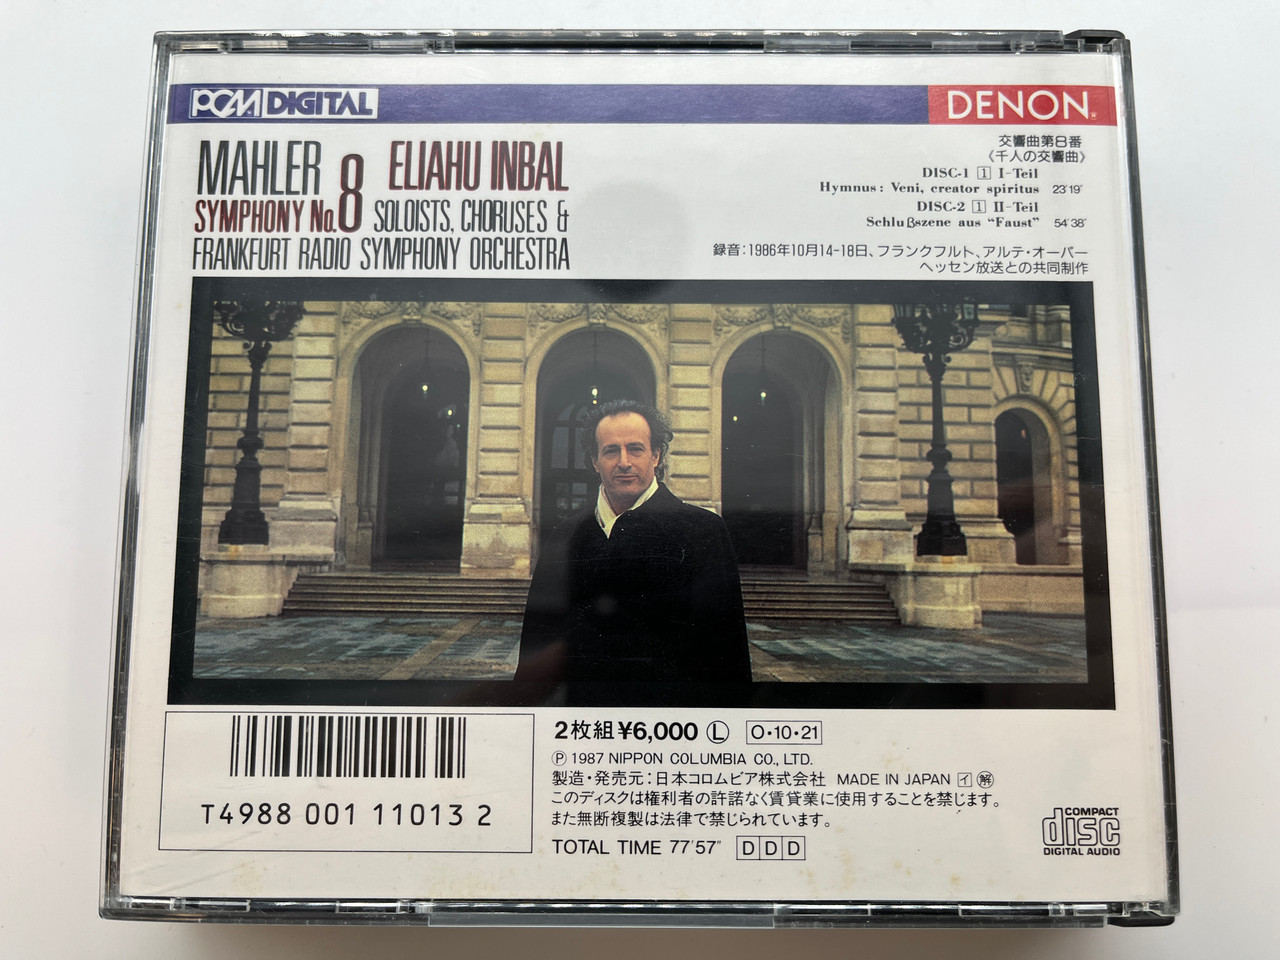 PCM DIGITAL
DENON
MAHLER
SYMPHONY No. 8
ELIAHU INBAL
SOLOISTS, CHORUSES &
FRANKFURT RADIO SYMPHONY ORCHESTRA
交響曲第8番
《千人の交響曲》
DISC-1 1 I-Teil
Hymnus: Veni, creator spiritus 23'19"
DISC-2 1 II-Teil
Schlußszene aus "Faust" 54'38"
録音:1986年10月14-18日、フランクフルト、アルテ・オーパー
ヘッセン放送との共同制作
T4988 001 11013 2
2枚組¥6,000 Ⓛ O・10・21
Ⓟ 1987 NIPPON COLUMBIA CO., LTD.
製造・発売元:日本コロムビア株式会社 MADE IN JAPAN イ 解
このディスクは権利者の許諾なく賃貸業に使用することを禁じます。
また無断複製は法律で禁じられています。
TOTAL TIME 77'57" D D D
COMPACT
disc
DIGITAL AUDIO